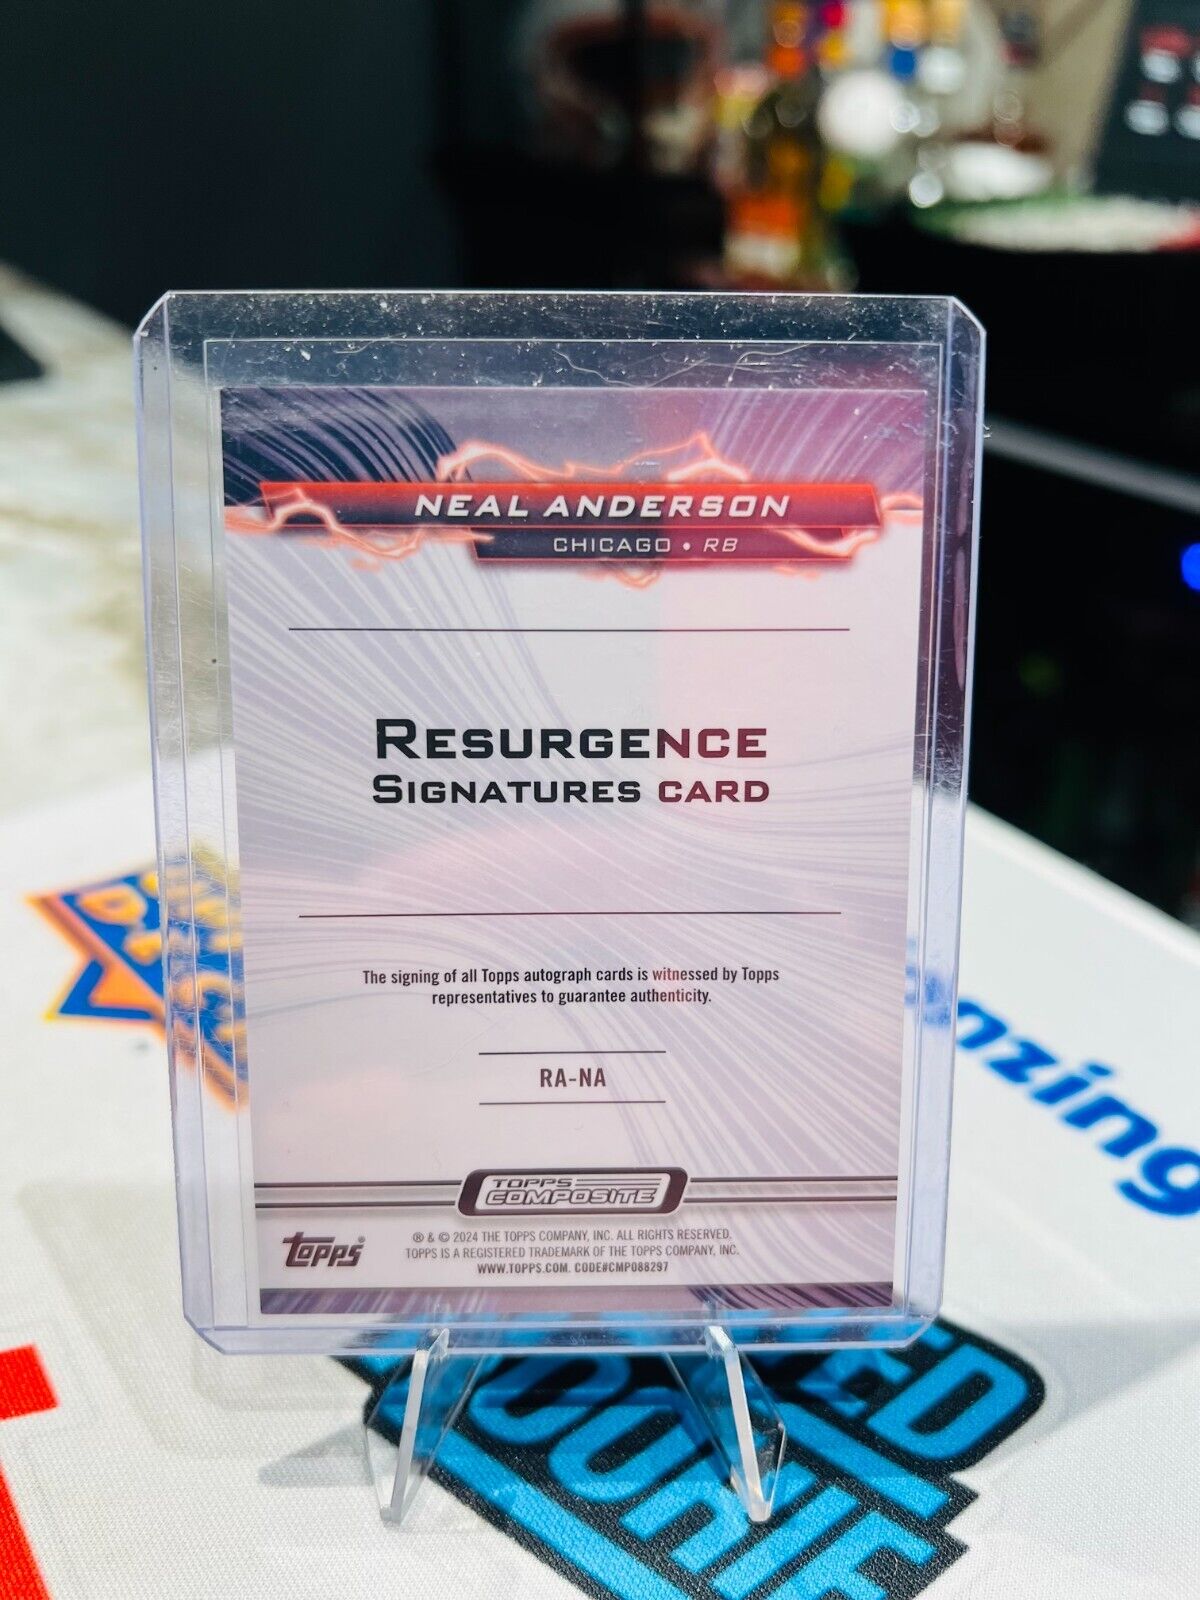 NEAL ANDERSON
CHICAGO • RB
RESURGENCE
SIGNATURES CARD
The signing of all Topps autograph cards is witnessed by Topps
representatives to guarantee authenticity.
RA-NA
TOPPS
COMPOSITE
topps®
® & © 2024 THE TOPPS COMPANY, INC. ALL RIGHTS RESERVED.
TOPPS IS A REGISTERED TRADEMARK OF THE TOPPS COMPANY, INC.
WWW.TOPPS.COM. CODE#CMP088297